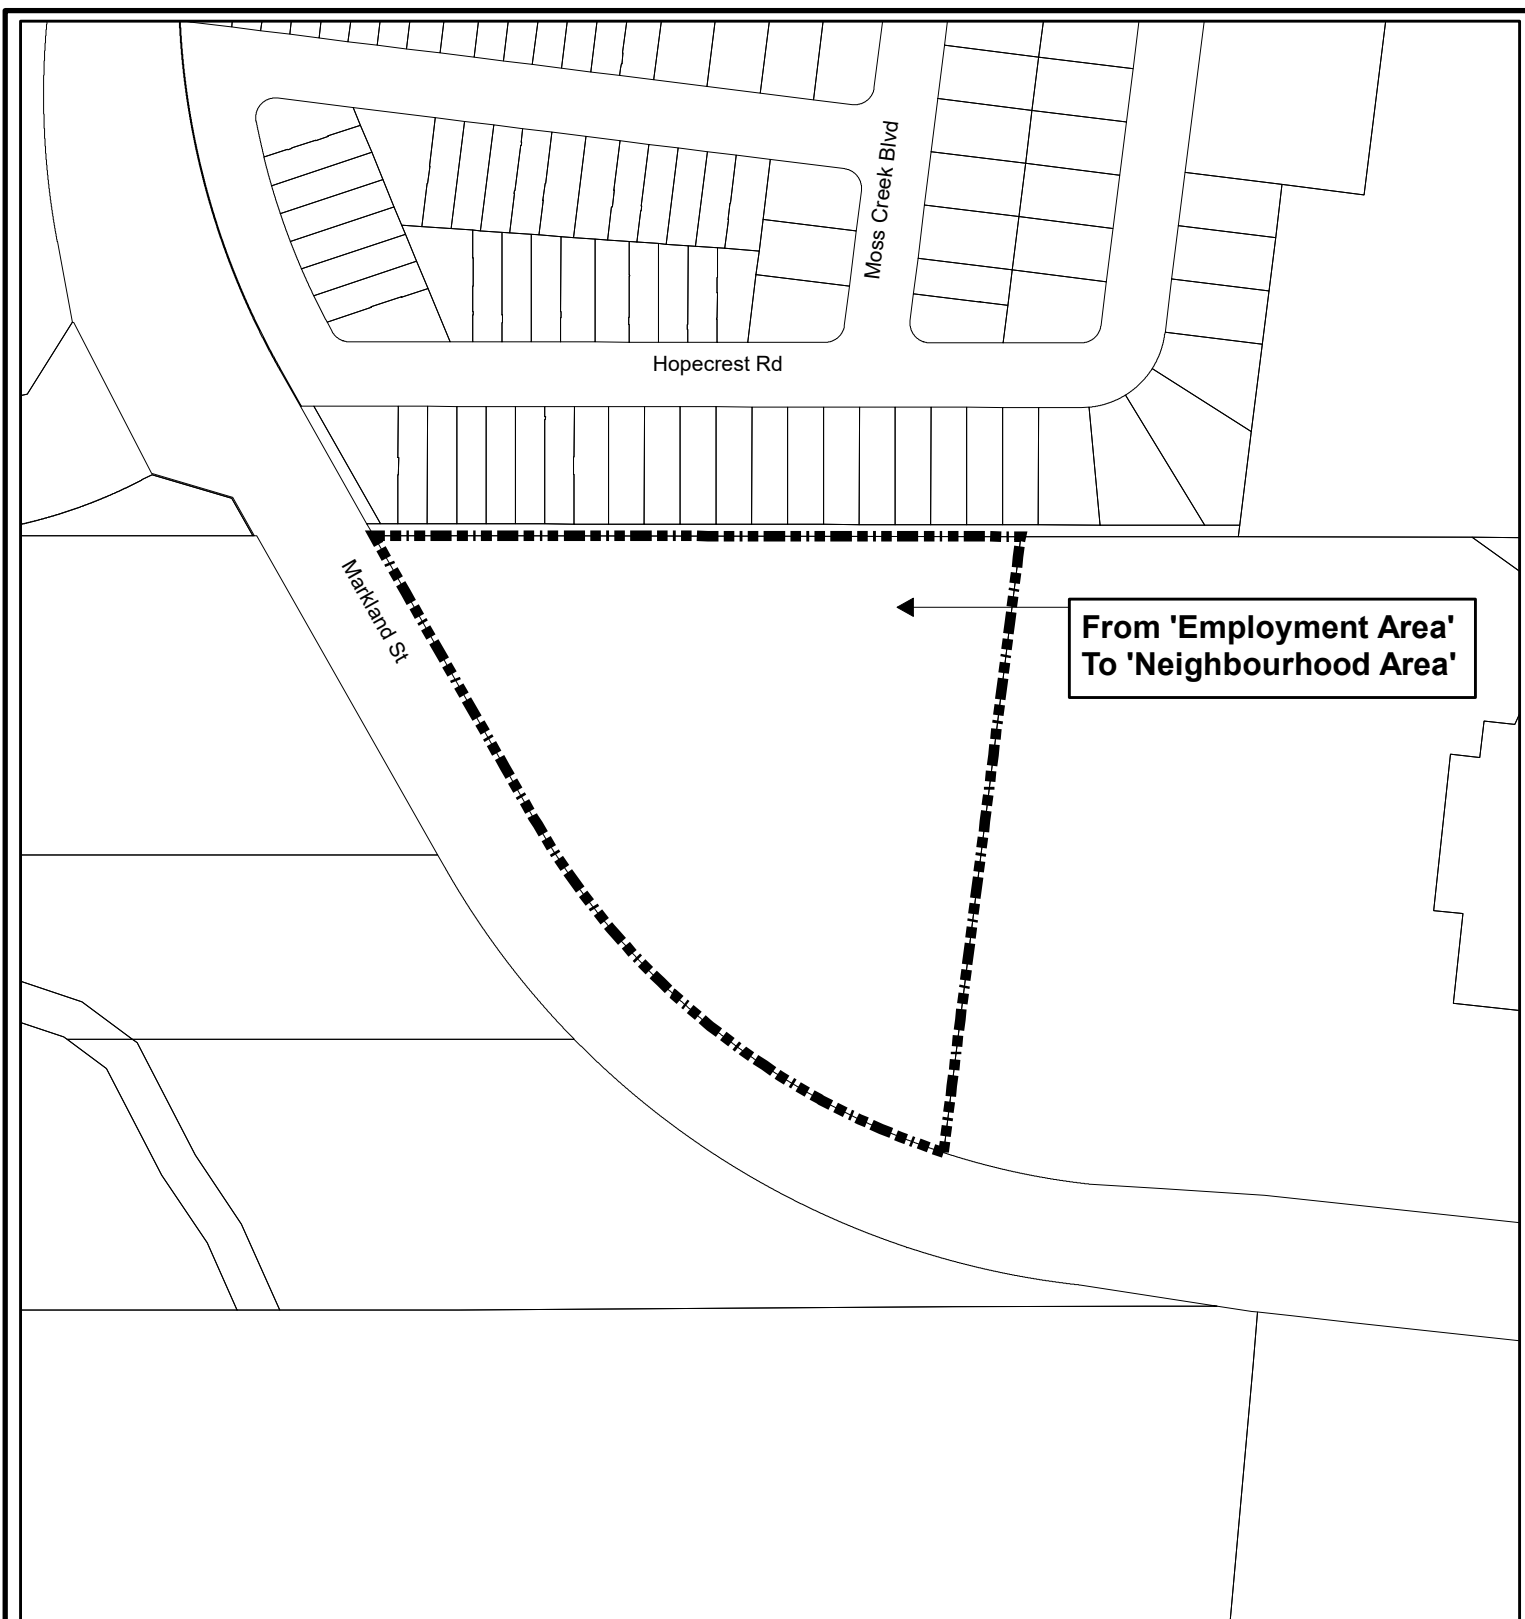 Moss Creek Blvd
Hopecrest Rd
Markland St
From 'Employment Area'
To 'Neighbourhood Area'